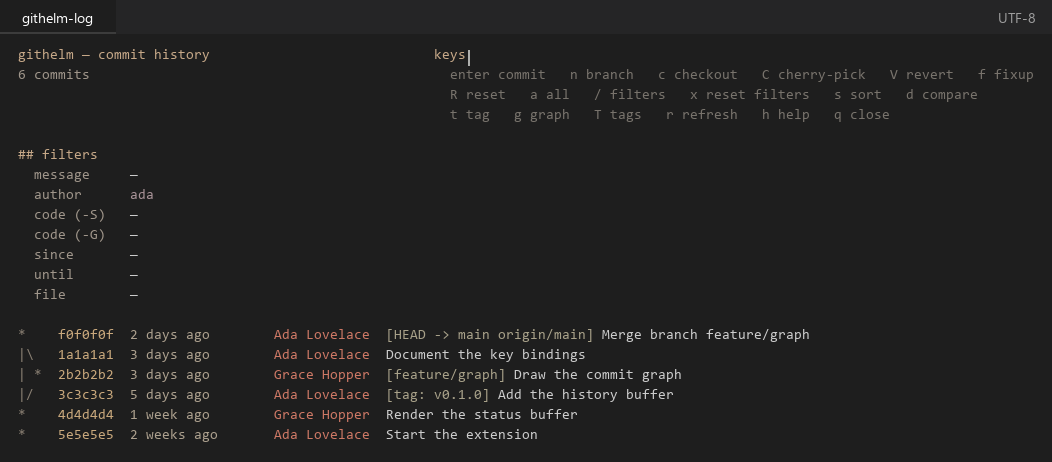 githelm-log UTF-8
githelm — commit history keys
6 commits enter commit n branch c checkout C cherry-pick V revert f fixup
R reset a all / filters x reset filters s sort d compare
t tag g graph T tags r refresh h help q close
## filters
message —
author ada
code (-S) —
code (-G) —
since —
until —
file —
* f0f0f0f 2 days ago Ada Lovelace [HEAD -> main origin/main] Merge branch feature/graph
|\ 1a1a1a1 3 days ago Ada Lovelace Document the key bindings
| * 2b2b2b2 3 days ago Grace Hopper [feature/graph] Draw the commit graph
|/ 3c3c3c3 5 days ago Ada Lovelace [tag: v0.1.0] Add the history buffer
* 4d4d4d4 1 week ago Grace Hopper Render the status buffer
* 5e5e5e5 2 weeks ago Ada Lovelace Start the extension